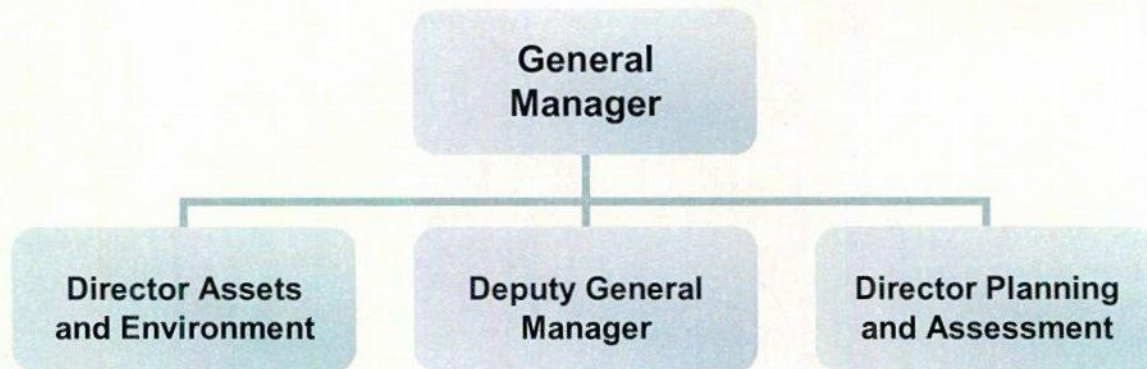 General
Manager
Director Assets
and Environment
Deputy General
Manager
Director Planning
and Assessment